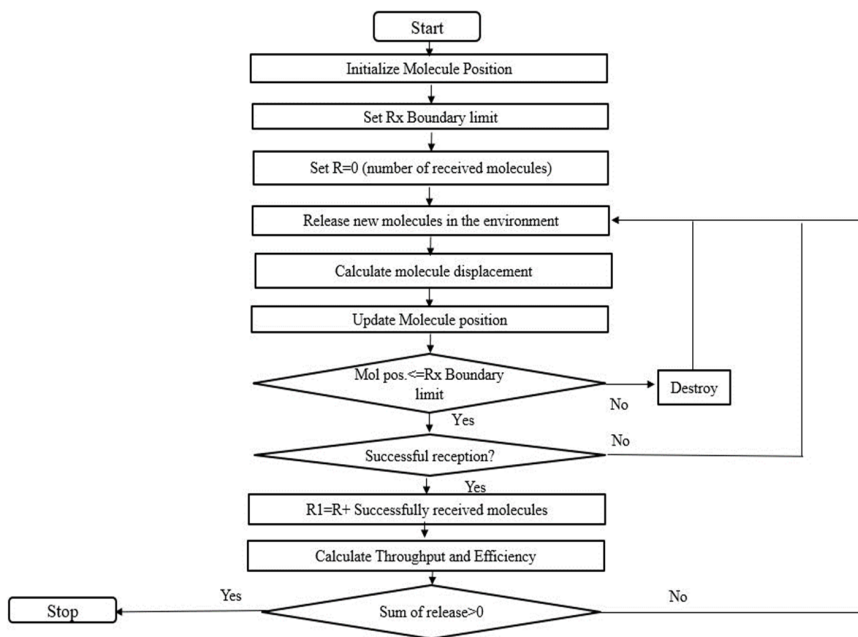 Start
Initialize Molecule Position
Set Rx Boundary limit
Set R=0 (number of received molecules)
Release new molecules in the environment
Calculate molecule displacement
Update Molecule position
Mol pos.<=Rx Boundary
limit
Destroy
No
Yes
Successful reception?
No
Yes
R1=R+ Successfully received molecules
Calculate Throughput and Efficiency
Sum of release>0
Yes
No
Stop